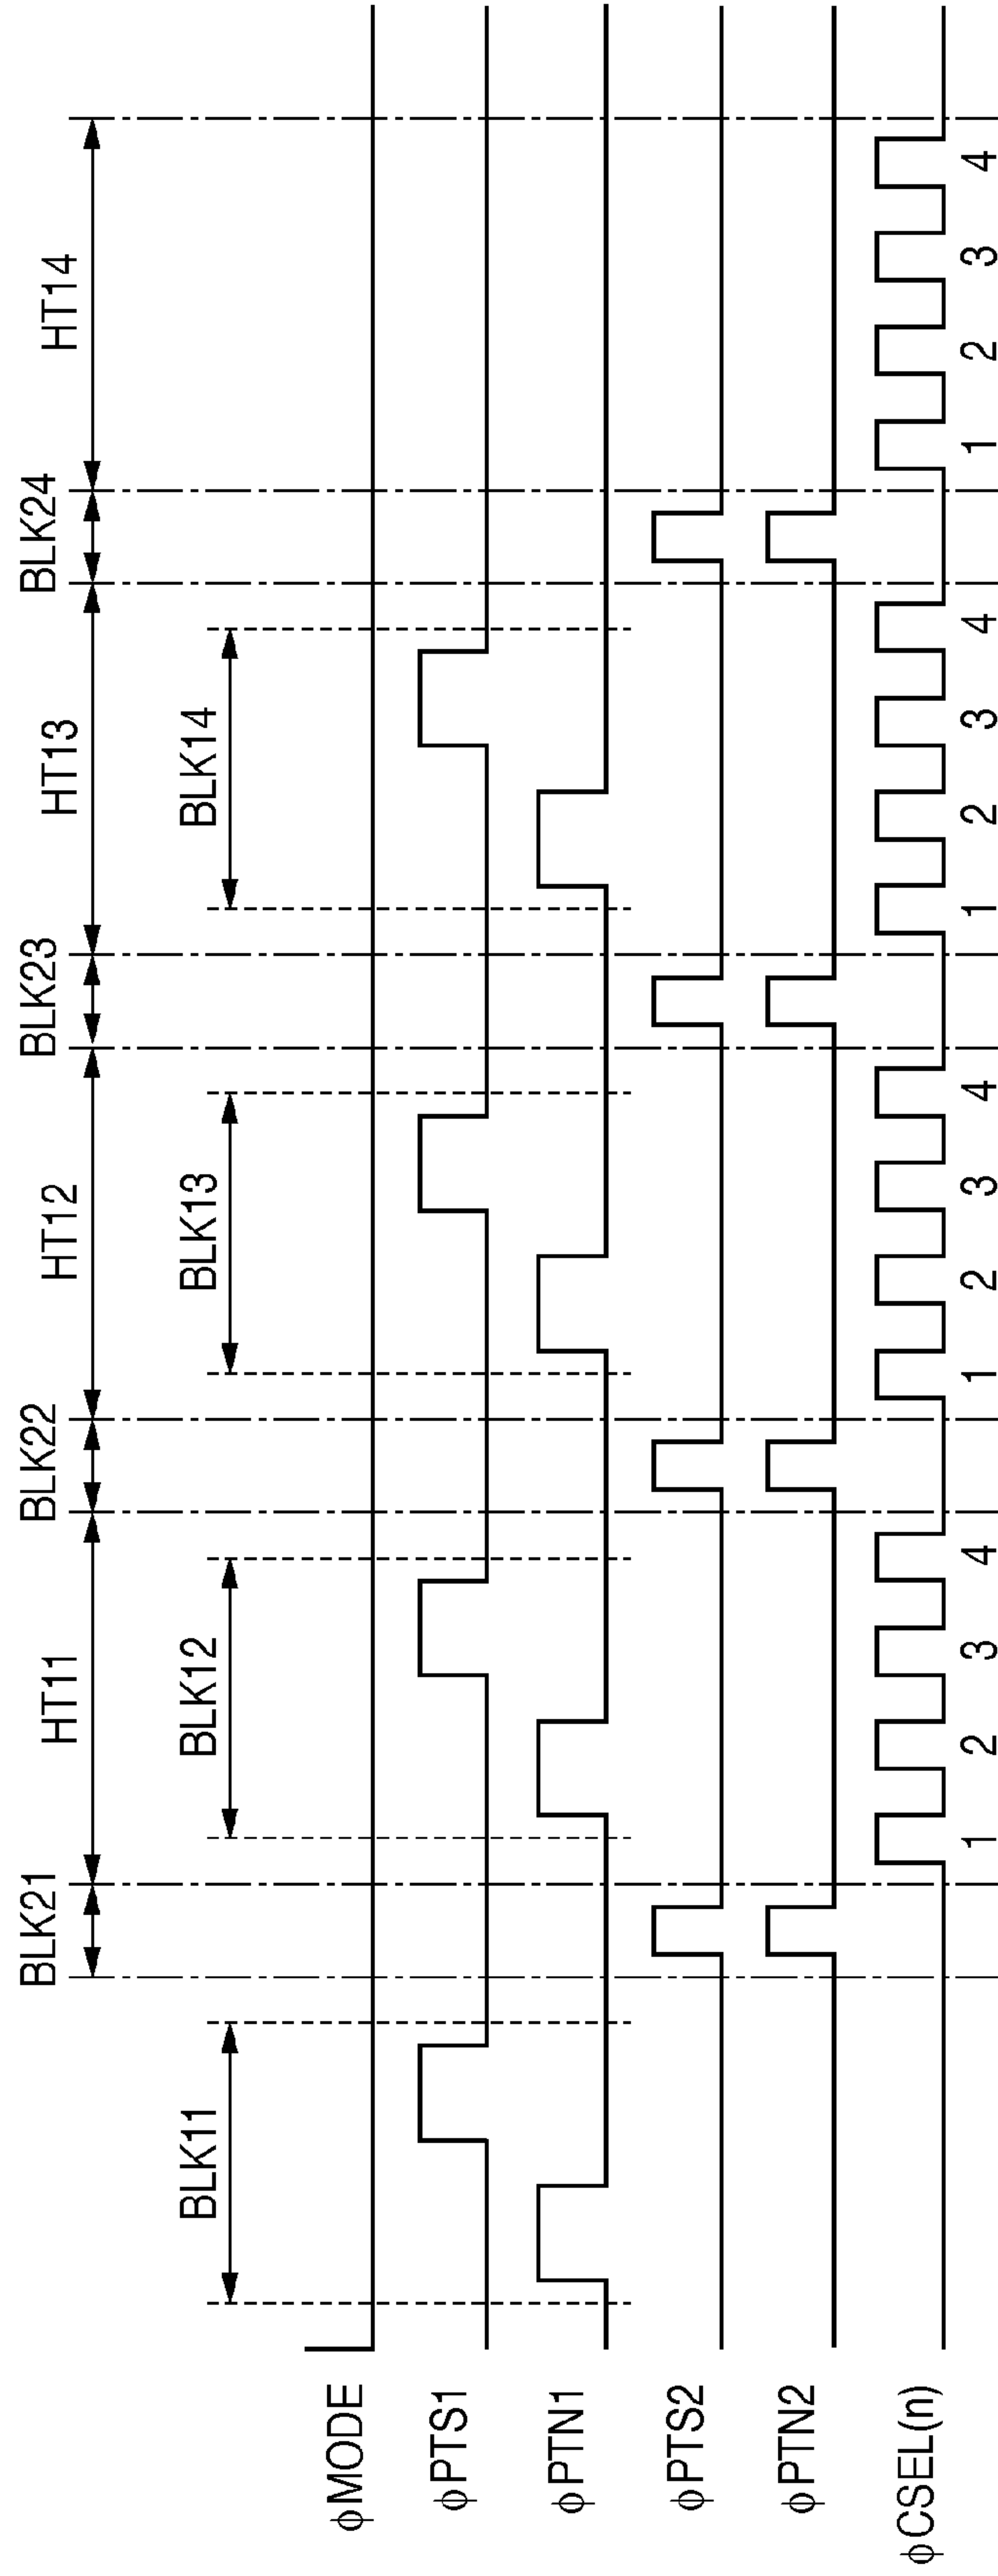 BLK21 HT11 BLK22 HT12 BLK23 HT13 BLK24 HT14
BLK11 BLK12 BLK13 BLK14
φMODE
φPTS1
φPTN1
φPTS2
φPTN2
φCSEL(n)
1 2 3 4 1 2 3 4 1 2 3 4 1 2 3 4